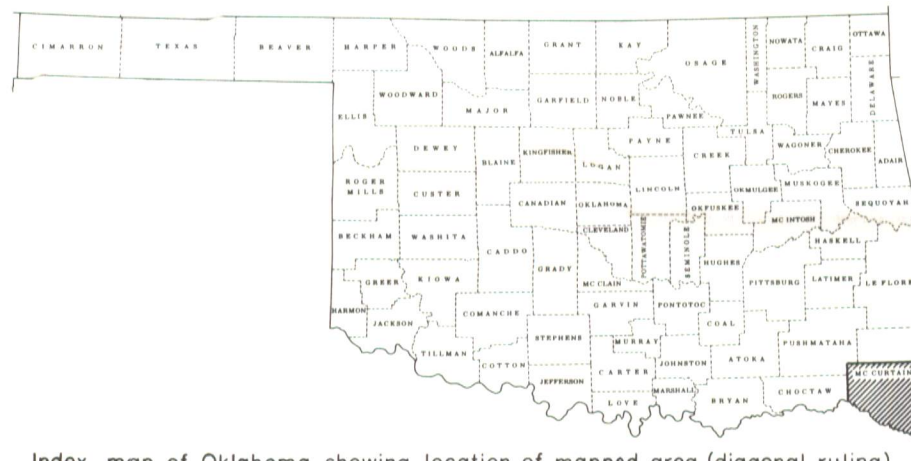 CIMARRON
TEXAS
BEAVER
HARPER
WOODS
ALFALFA
GRANT
KAY
OSAGE
WASHINGTON
NOWATA
CRAIG
OTTAWA
ELLIS
WOODWARD
MAJOR
GARFIELD
NOBLE
PAWNEE
TULSA
ROGERS
MAYES
DELAWARE
ROGER
MILLS
DEWEY
CUSTER
BLAINE
KINGFISHER
LOGAN
PAYNE
CREEK
WAGONER
CHEROKEE
ADAIR
CANADIAN
OKLAHOMA
LINCOLN
OKMULGEE
OKFUSKEE
MUSKOGEE
SEQUOYAH
BECKHAM
WASHITA
CADDO
CLEVELAND
POTTAWATOMIE
SEMINOLE
HUGHES
MC INTOSH
HASKELL
GREER
KIOWA
GRADY
MC CLAIN
PITTSBURG
LATIMER
LE FLORE
HARMON
JACKSON
COMANCHE
GARVIN
PONTOTOC
COAL
TILLMAN
COTTON
STEPHENS
MURRAY
JOHNSTON
ATORA
PUSHMATAHA
JEFFERSON
CARTER
MARSHALL
LOVE
BRYAN
CHOCTAW
MC CURTAIN
Index map of Oklahoma showing location of mapped area (diagonal ruling)